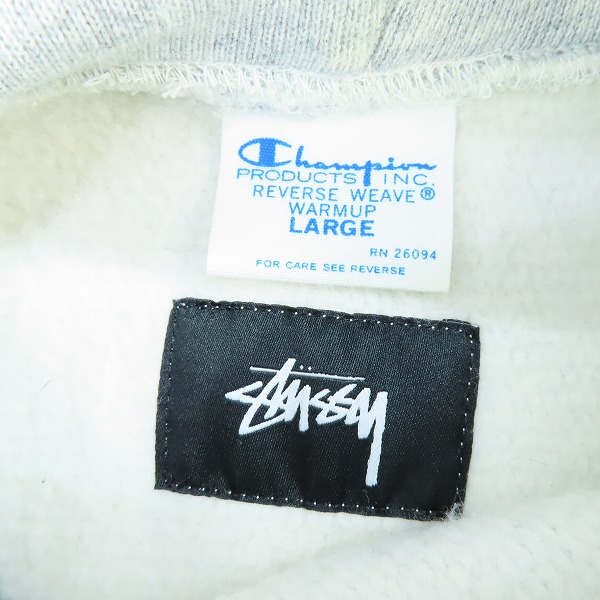 Champion
PRODUCTS INC.
REVERSE WEAVE®
WARMUP
LARGE
RN 26094
FOR CARE SEE REVERSE
STÜSSY